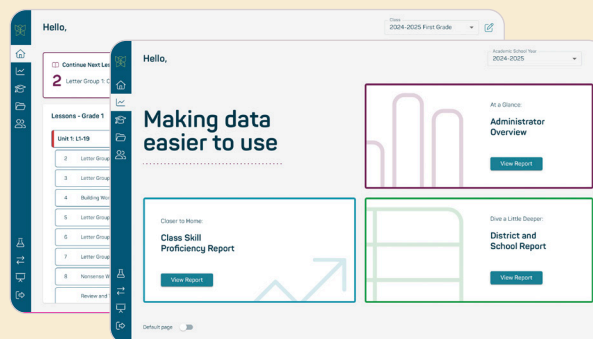 Hello,
Class
2024-2025 First Grade
Continue Next
2
Letter Group 1:
Lessons - Grade 1
Unit 1: L1-19
2 Letter Group
3 Letter Group
4 Building
5 Letter Group
6 Letter Group
7 Letter Group
8 Nonsense
Review and
Hello,
Academic School Year
2024-2025
Making data
easier to use
At a Glance
Administrator
Overview
View Report
Closer to Home:
Class Skill
Proficiency Report
View Report
Dive a Little Deeper:
District and
School Report
View Report
Default page